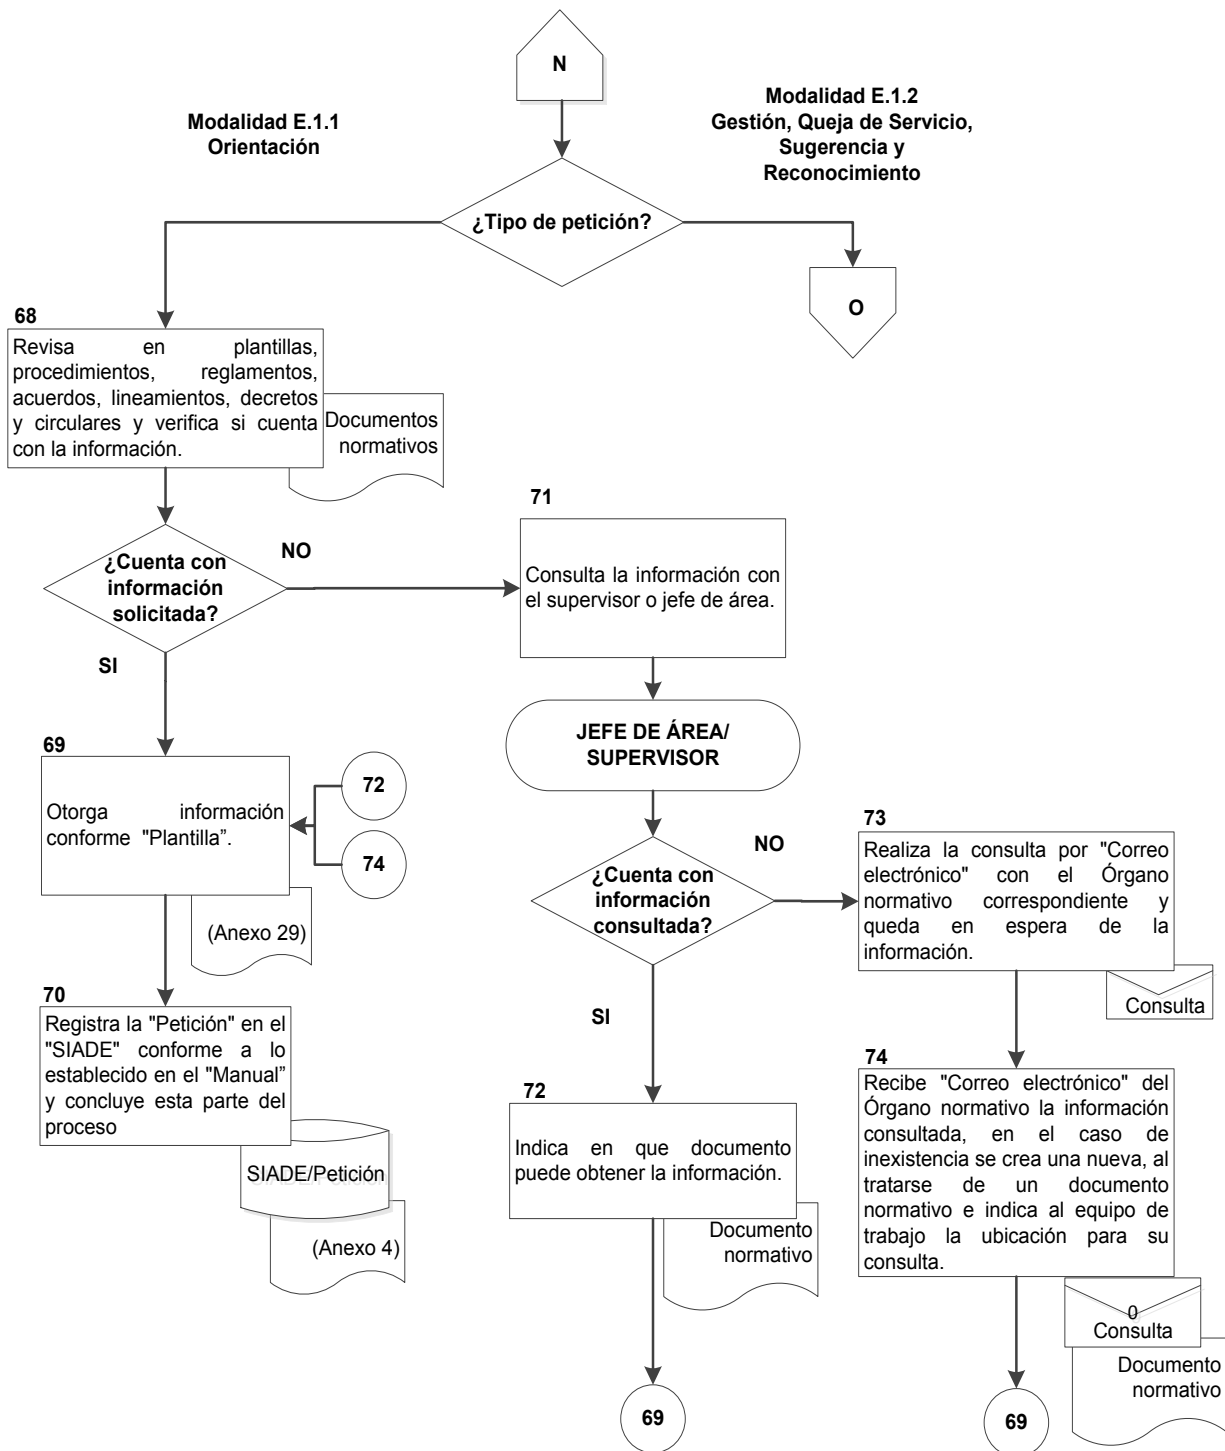 N
Modalidad E.1.1
Orientación
Modalidad E.1.2
Gestión, Queja de Servicio,
Sugerencia y
Reconocimiento
¿Tipo de petición?
O
68
Revisa en plantillas,
procedimientos, reglamentos,
acuerdos, lineamientos, decretos
y circulares y verifica si cuenta
con la información.
Documentos
normativos
¿Cuenta con
información
solicitada?
NO
SI
71
Consulta la información con
el supervisor o jefe de área.
JEFE DE ÁREA/
SUPERVISOR
69
Otorga información
conforme "Plantilla”.
72
74
(Anexo 29)
¿Cuenta con
información
consultada?
NO
SI
73
Realiza la consulta por "Correo
electrónico" con el Órgano
normativo correspondiente y
queda en espera de la
información.
Consulta
70
Registra la "Petición" en el
"SIADE" conforme a lo
establecido en el "Manual”
y concluye esta parte del
proceso
SIADE/Petición
(Anexo 4)
72
Indica en que documento
puede obtener la información.
Documento
normativo
74
Recibe "Correo electrónico" del
Órgano normativo la información
consultada, en el caso de
inexistencia se crea una nueva, al
tratarse de un documento
normativo e indica al equipo de
trabajo la ubicación para su
consulta.
0
Consulta
Documento
normativo
69
69